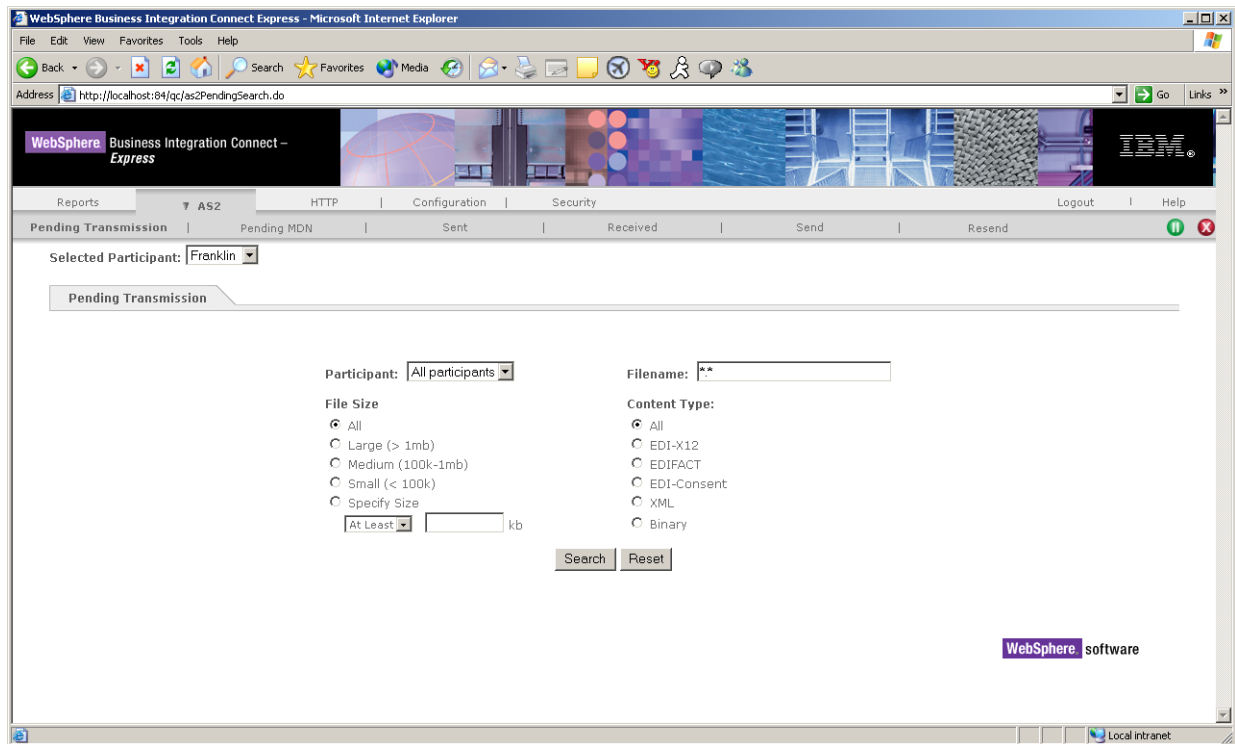 WebSphere Business Integration Connect Express - Microsoft Internet Explorer
File Edit View Favorites Tools Help
Back Search Favorites Media
Address http://localhost:84/qc/as2PendingSearch.do Go Links »
WebSphere. Business Integration Connect –
Express
IBM®
Reports AS2 HTTP | Configuration | Security Logout | Help
Pending Transmission | Pending MDN | Sent | Received | Send | Resend
Selected Participant: Franklin
Pending Transmission
Participant: All participants Filename: *.*
File Size Content Type:
All All
Large (> 1mb) EDI-X12
Medium (100k-1mb) EDIFACT
Small (< 100k) EDI-Consent
Specify Size XML
At Least kb Binary
Search Reset
WebSphere. software
Local intranet